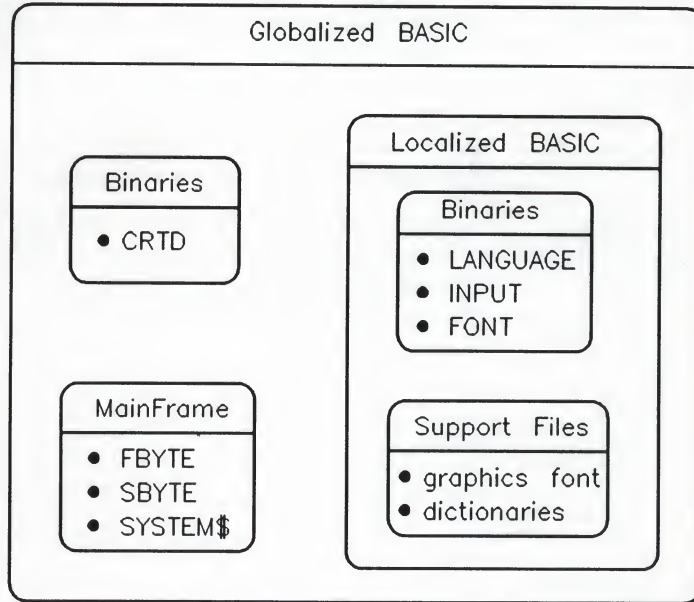 Globalized BASIC
Binaries
• CRTD
MainFrame
• FBYTE
• SBYTE
• SYSTEM$
Localized BASIC
Binaries
• LANGUAGE
• INPUT
• FONT
Support Files
• graphics font
• dictionaries